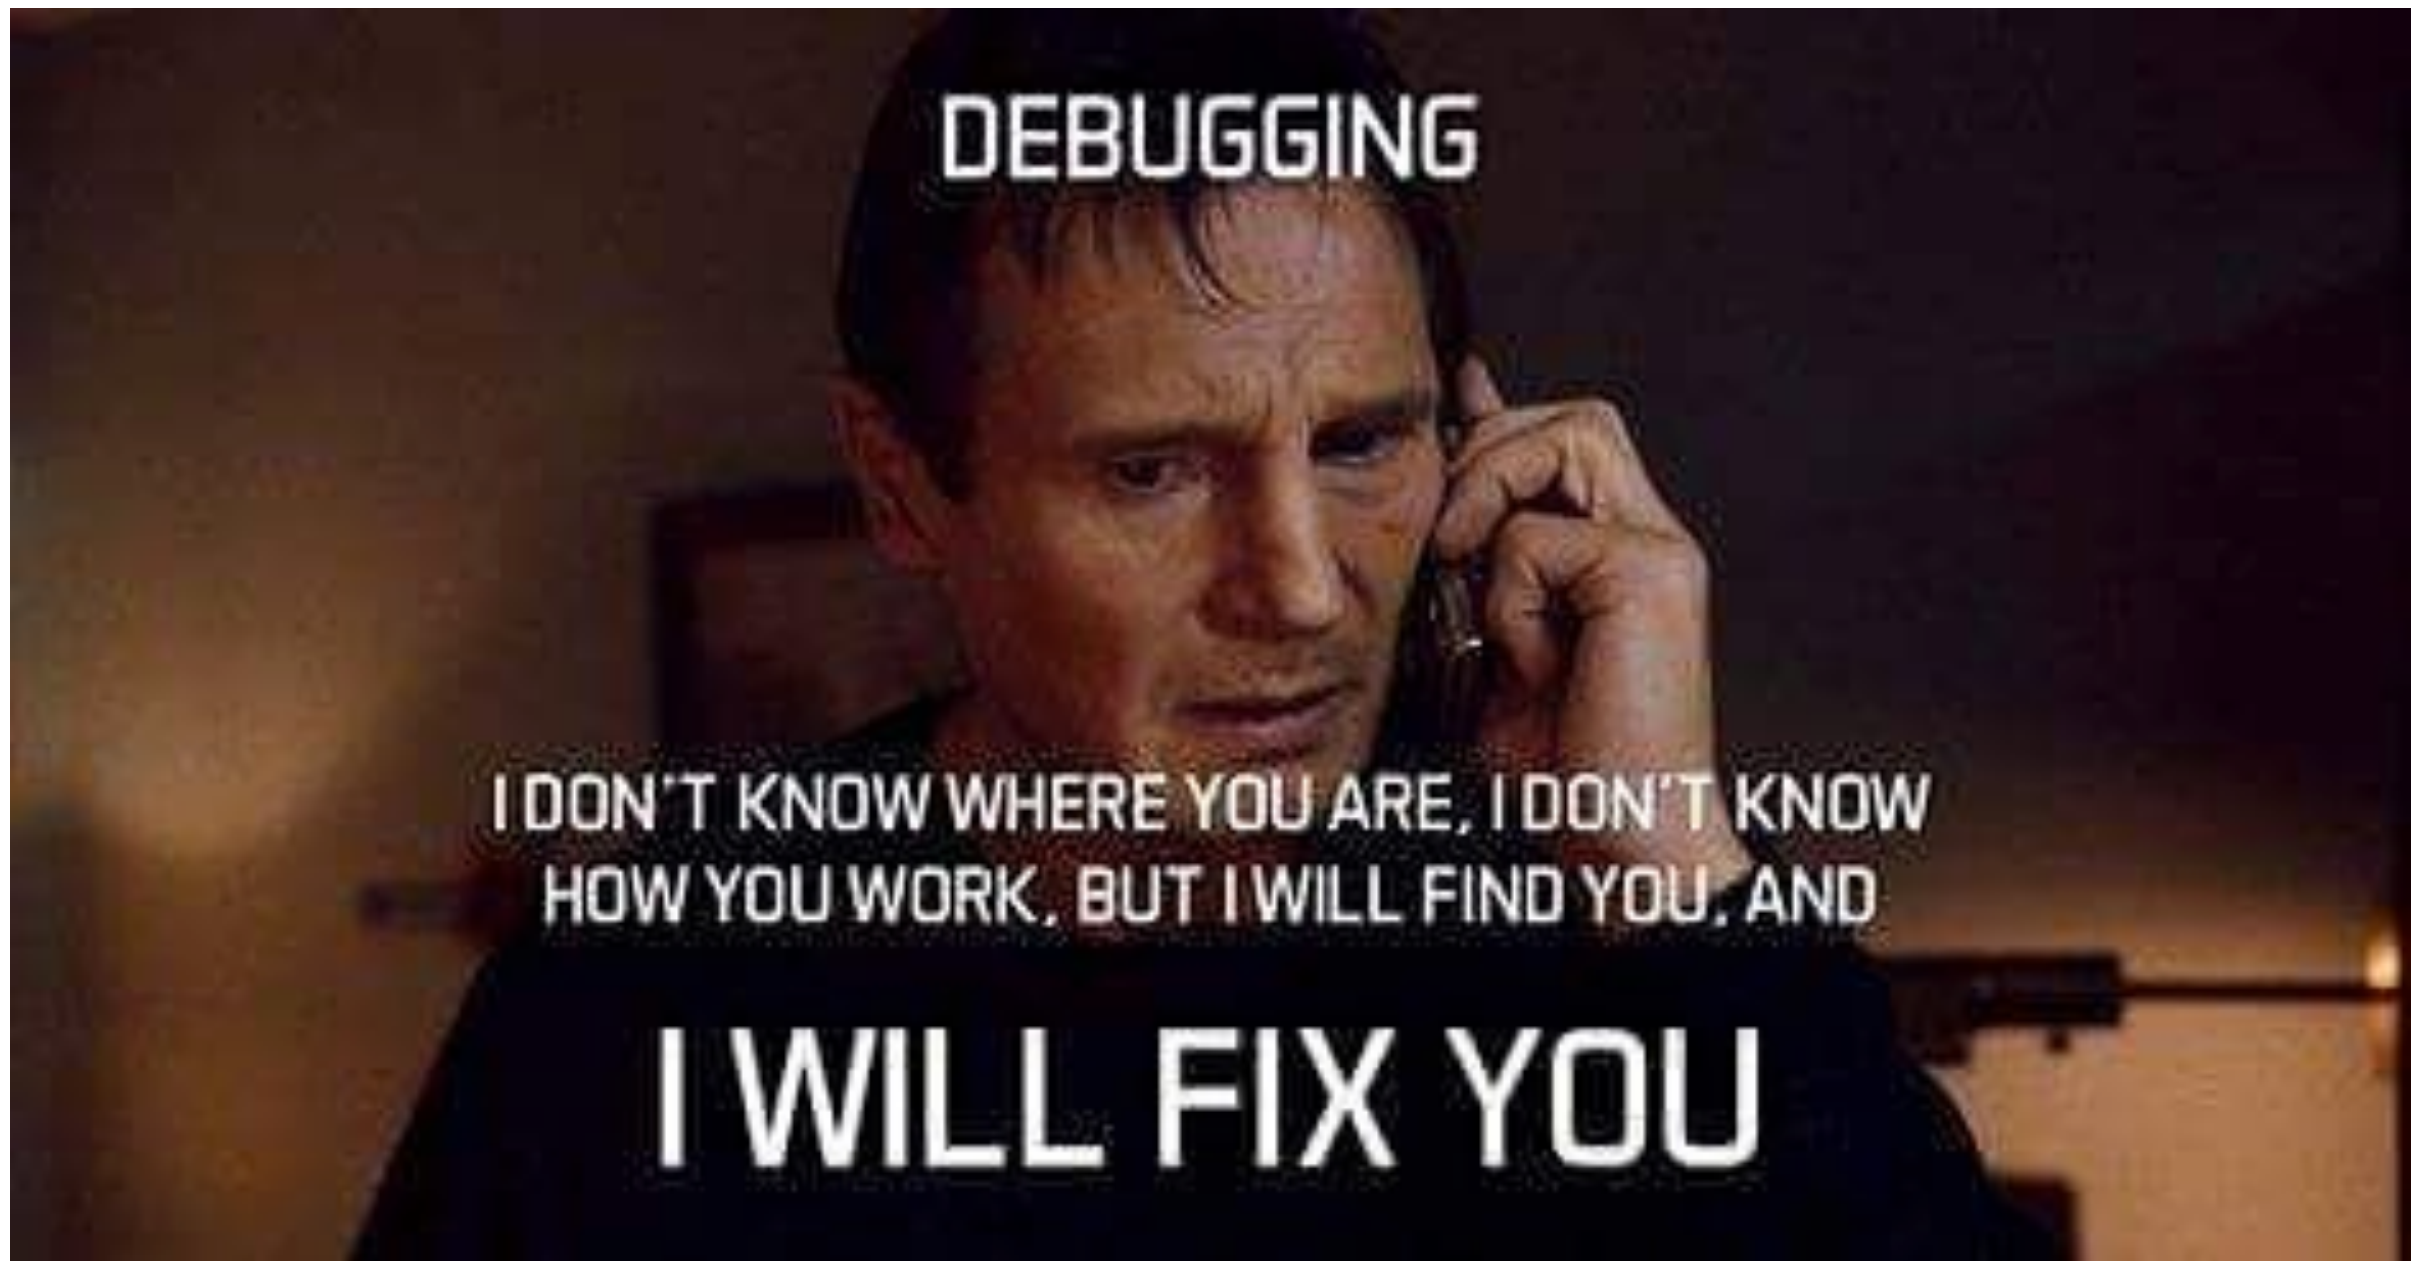 DEBUGGING
I DON'T KNOW WHERE YOU ARE, I DON'T KNOW
HOW YOU WORK, BUT I WILL FIND YOU, AND
I WILL FIX YOU